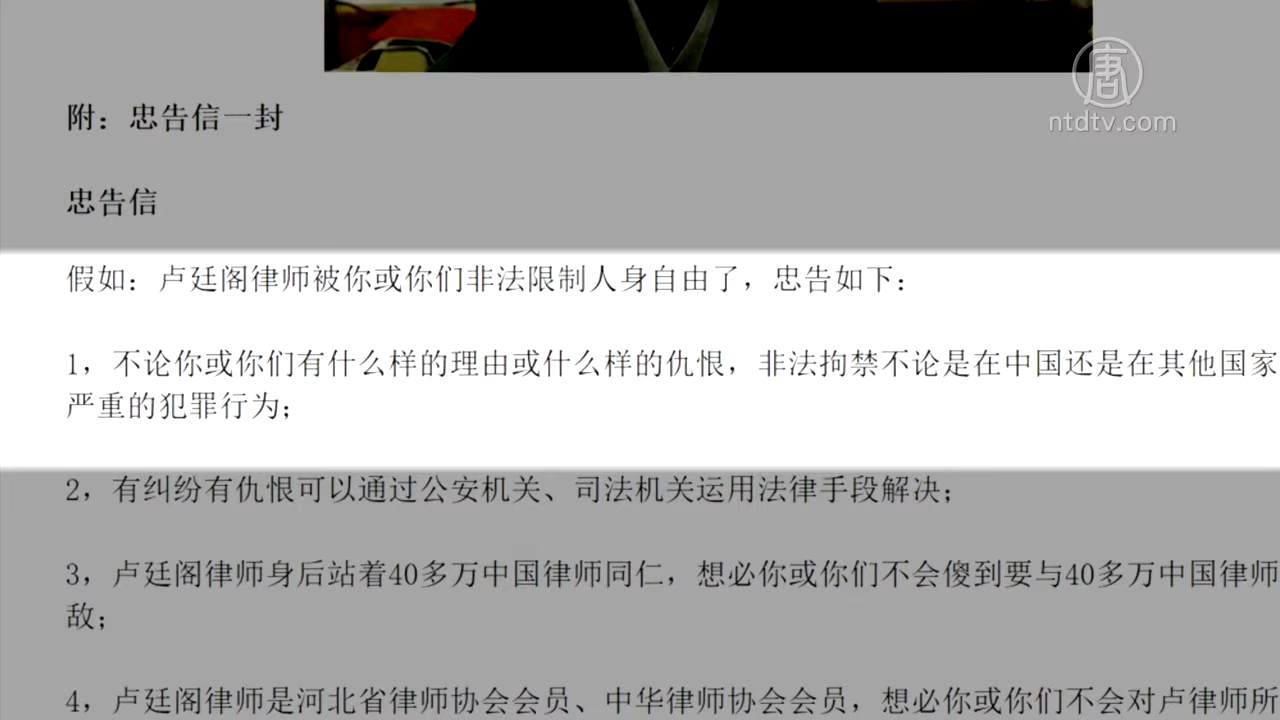 唐
ntdtv.com
附：忠告信一封
忠告信
假如：卢廷阁律师被你或你们非法限制人身自由了，忠告如下：
1，不论你或你们有什么样的理由或什么样的仇恨，非法拘禁不论是在中国还是在其他国家
严重的犯罪行为；
2，有纠纷有仇恨可以通过公安机关、司法机关运用法律手段解决；
3，卢廷阁律师身后站着40多万中国律师同仁，想必你或你们不会傻到要与40多万中国律师
敌；
4，卢廷阁律师是河北省律师协会会员、中华律师协会会员，想必你或你们不会对卢律师所